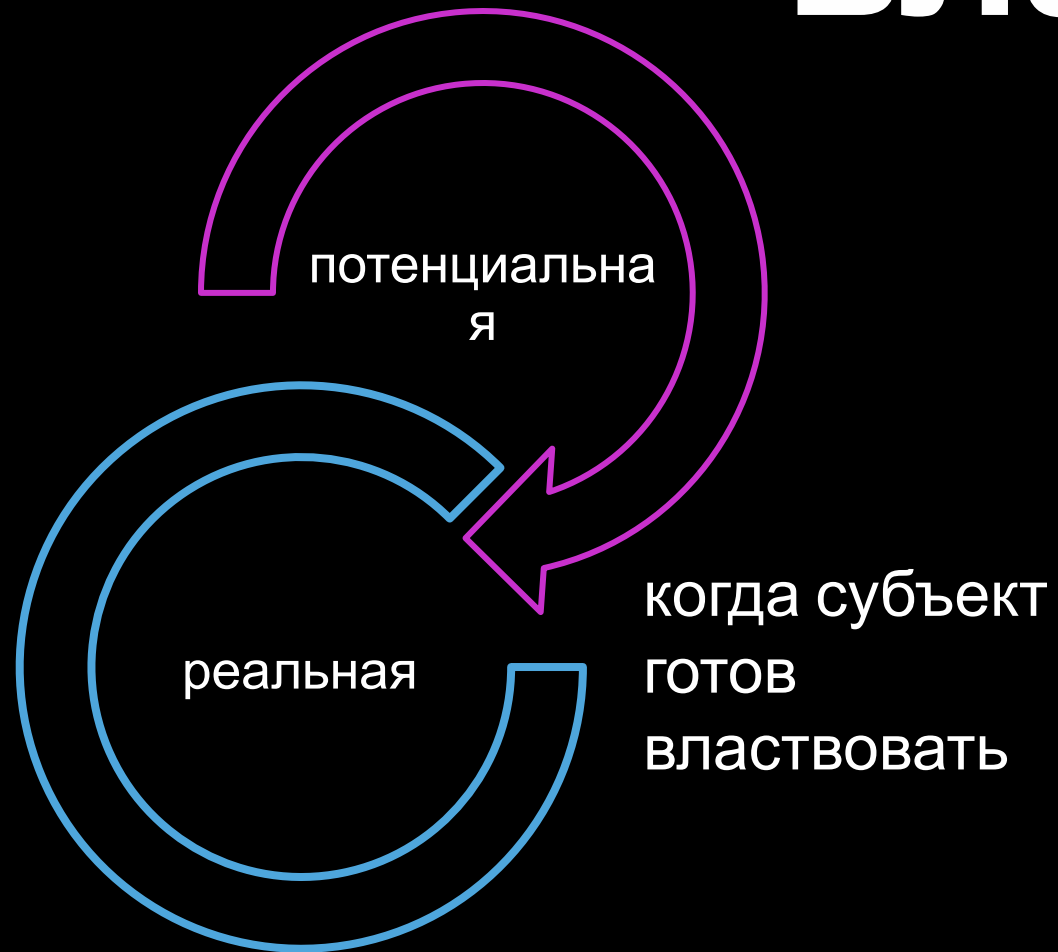 потенциальна
я
реальная
когда субъект
готов
властвовать